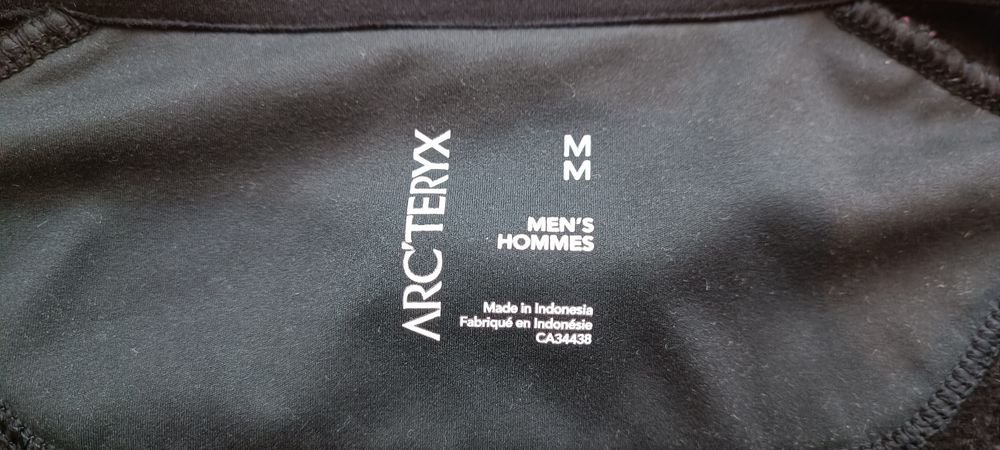 ARC'TERYX
M
M
MEN'S
HOMMES
Made in Indonesia
Fabriqué en Indonésie
CA34438